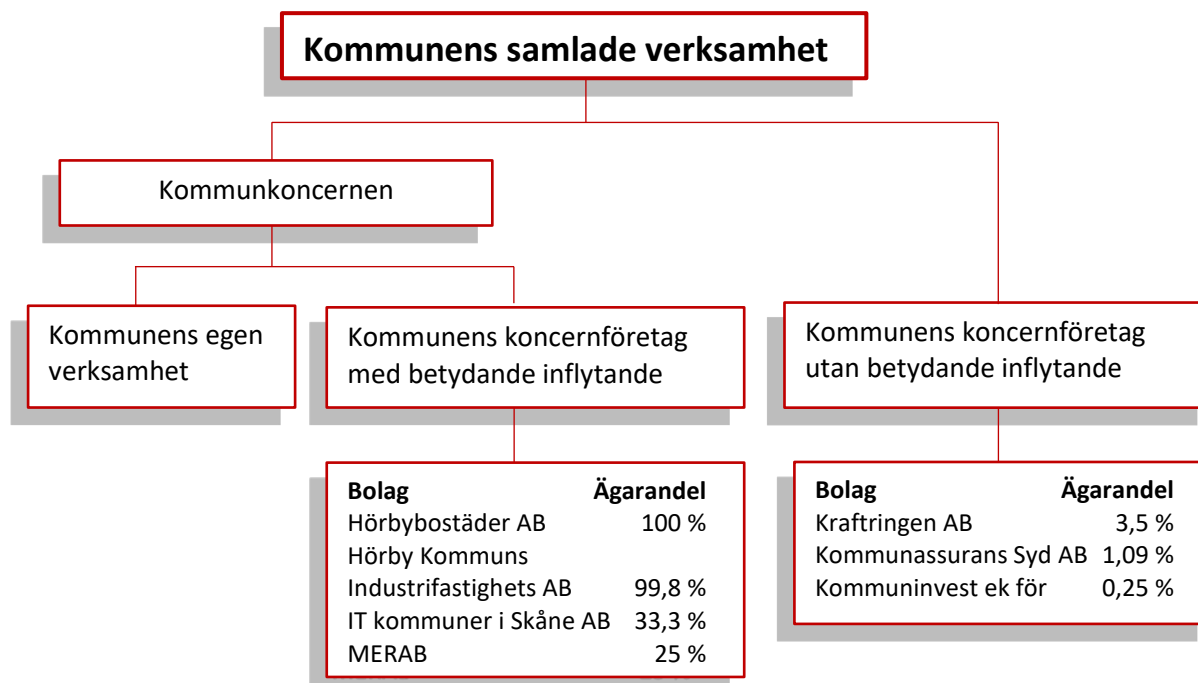 Kommunens samlade verksamhet
Kommunkoncernen
Kommunens egen
verksamhet
Kommunens koncernföretag
med betydande inflytande
Kommunens koncernföretag
utan betydande inflytande
Bolag Ägarandel
Hörbybostäder AB 100 %
Hörby Kommuns
Industrifastighets AB 99,8 %
IT kommuner i Skåne AB 33,3 %
MERAB 25 %
Bolag Ägarandel
Kraftringen AB 3,5 %
Kommunassurans Syd AB 1,09 %
Kommuninvest ek för 0,25 %